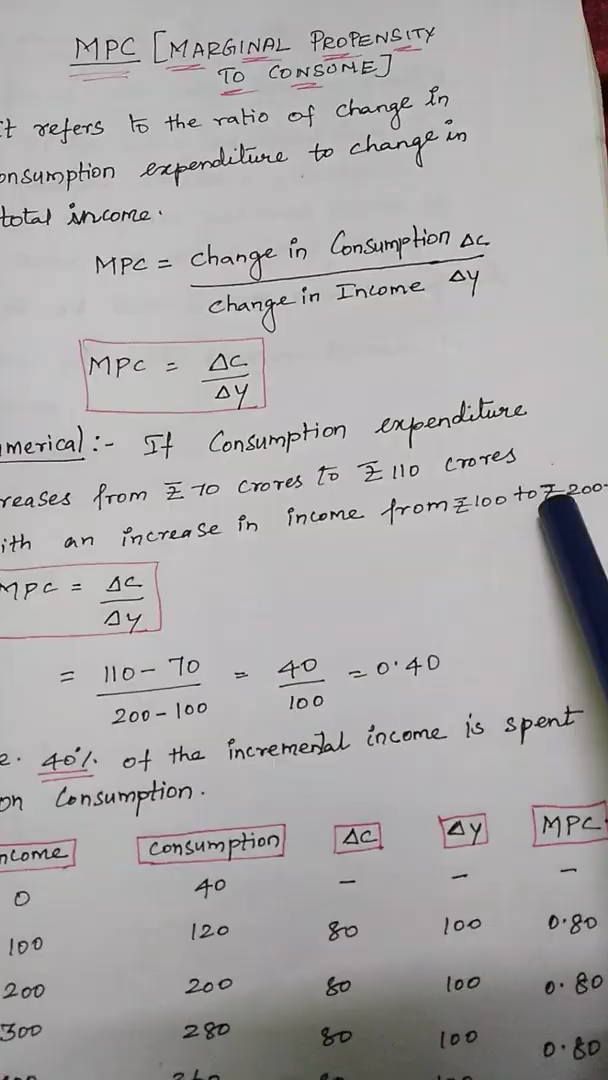 MPC [MARGINAL PROPENSITY
TO CONSUME]
It refers to the ratio of change in
onsumption expenditure to change in
total income.
MPC = change in Consumption ΔC
change in Income ΔY
MPC = ΔC
ΔY
umerical:- If Consumption expenditure
reases from ₹70 crores to ₹110 crores
ith an increase in income from ₹100 to ₹200.
MPC = ΔC
ΔY
= 110-70 = 40 = 0.40
200-100 100
e. 40% of the incremental income is spent
on Consumption.
ncome Consumption ΔC ΔY MPC
0 40 – – –
100 120 80 100 0.80
200 200 80 100 0.80
300 280 80 100 0.80